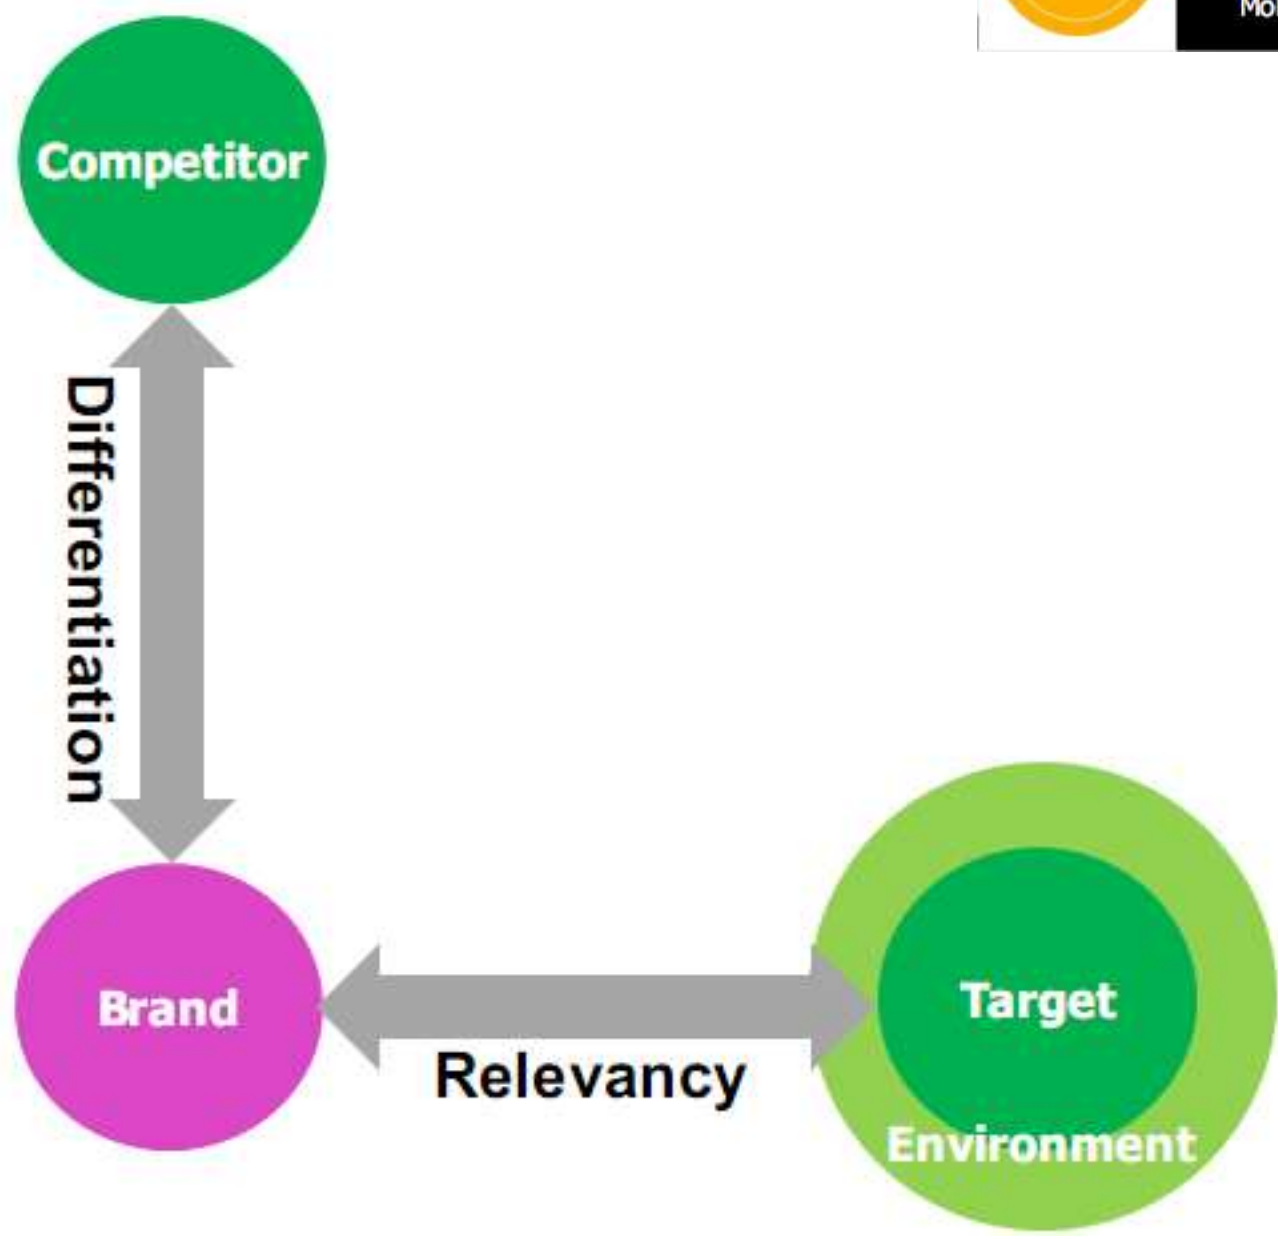 Competitor
Differentiation
Brand
Relevancy
Target
Environment